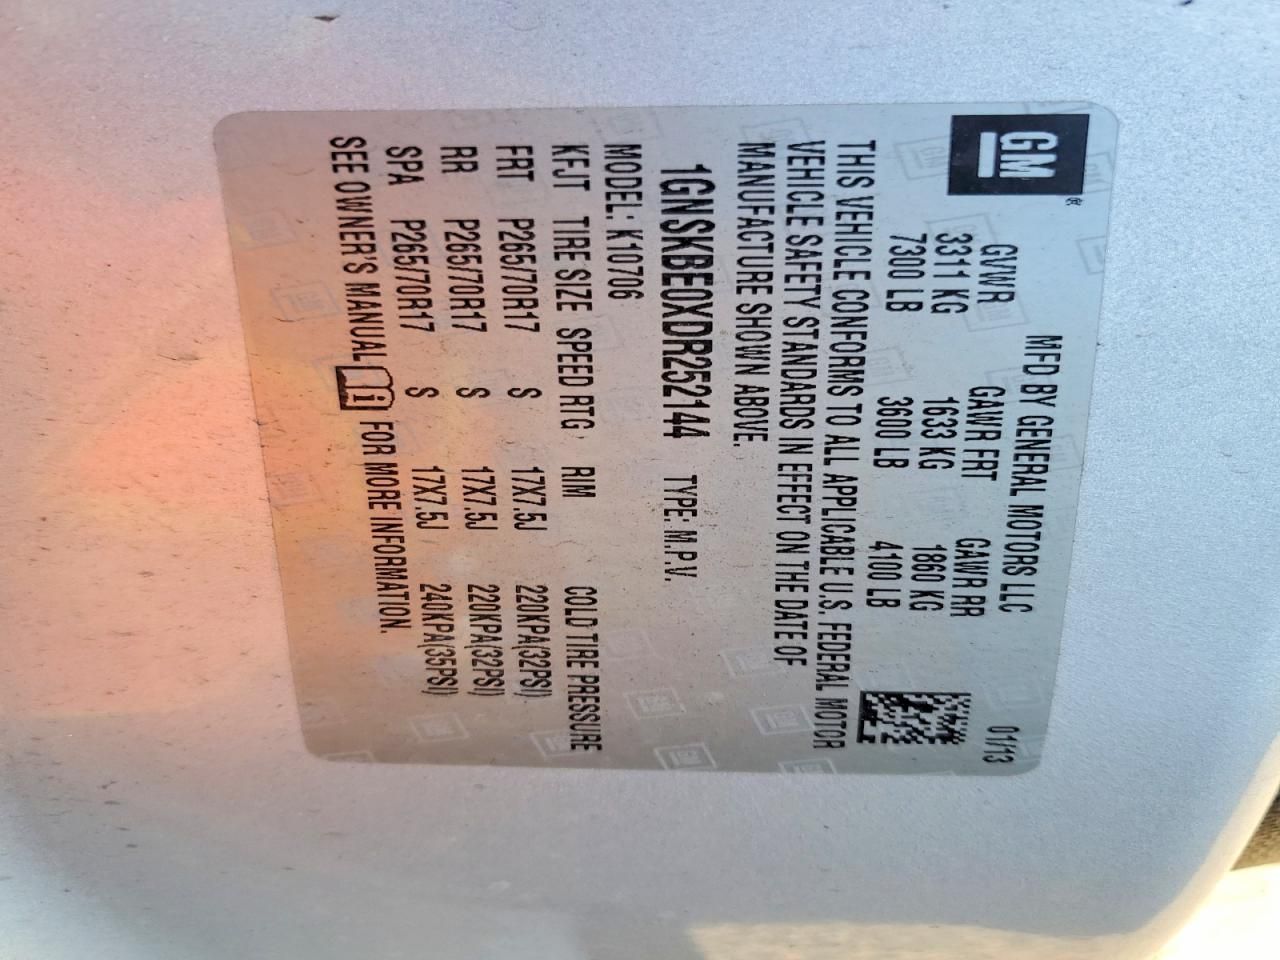 GM
MFD BY GENERAL MOTORS LLC 01/13
GVWR GAWR FRT GAWR RR
3311 KG 1633 KG 1860 KG
7300 LB 3600 LB 4100 LB
THIS VEHICLE CONFORMS TO ALL APPLICABLE U.S. FEDERAL MOTOR
VEHICLE SAFETY STANDARDS IN EFFECT ON THE DATE OF
MANUFACTURE SHOWN ABOVE.
1GNSKBE0XDR252144 TYPE: M.P.V.
MODEL: K10706
KFJT TIRE SIZE SPEED RTG RIM COLD TIRE PRESSURE
FRT P265/70R17 S 17X7.5J 220KPA(32PSI)
RR P265/70R17 S 17X7.5J 220KPA(32PSI)
SPA P265/70R17 S 17X7.5J 240KPA(35PSI)
SEE OWNER'S MANUAL i FOR MORE INFORMATION.